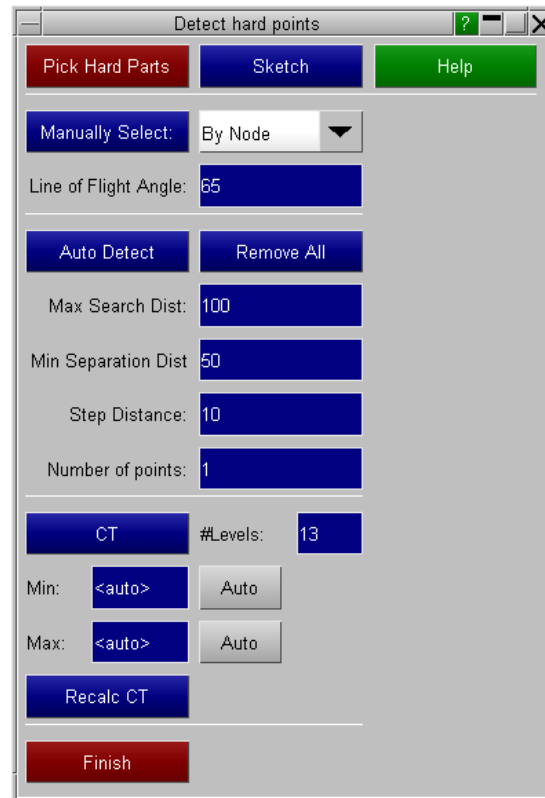 Detect hard points ?
Pick Hard Parts Sketch Help
Manually Select: By Node
Line of Flight Angle: 65
Auto Detect Remove All
Max Search Dist: 100
Min Separation Dist 50
Step Distance: 10
Number of points: 1
CT #Levels: 13
Min: <auto> Auto
Max: <auto> Auto
Recalc CT
Finish